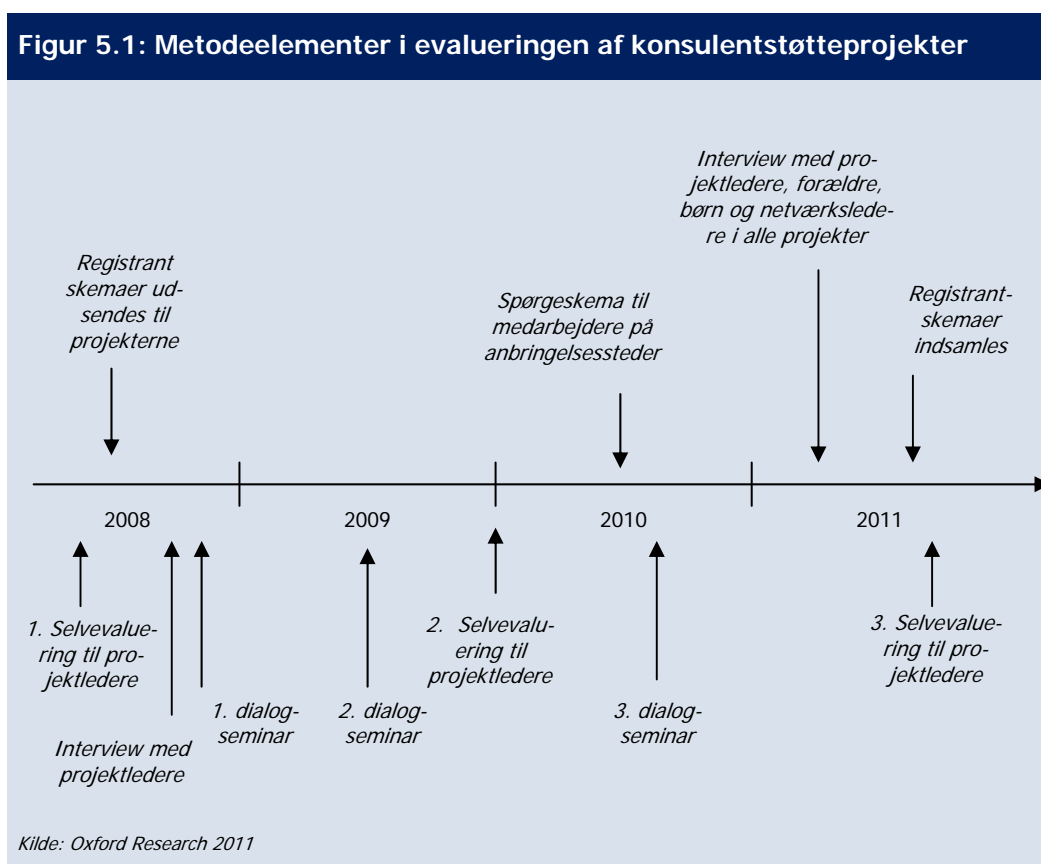 Figur 5.1: Metodeelementer i evalueringen af konsulentstøtteprojekter
Interview med pro-
jektledere, forældre,
børn og netværkslede-
re i alle projekter
Registrant
skemaer ud-
sendes til
projekterne
Spørgeskema til
medarbejdere på
anbringelsessteder
Registrant-
skemaer
indsamles
2008
2009
2010
2011
1. Selvevalue-
ring til pro-
jektledere
Interview med
projektledere
1. dialog-
seminar
2. dialog-
seminar
2. Selvevalu-
ering til
projektledere
3. dialog-
seminar
3. Selvevalue-
ring til pro-
jektledere
Kilde: Oxford Research 2011